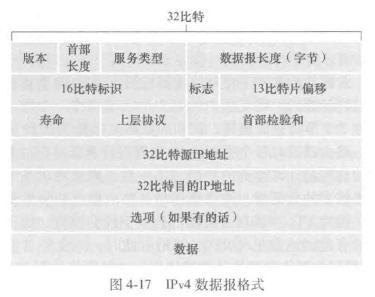 32比特
版本 首部长度 服务类型 数据报长度（字节）
16比特标识 标志 13比特片偏移
寿命 上层协议 首部检验和
32比特源IP地址
32比特目的IP地址
选项（如果有的话）
数据
图 4-17 IPv4 数据报格式